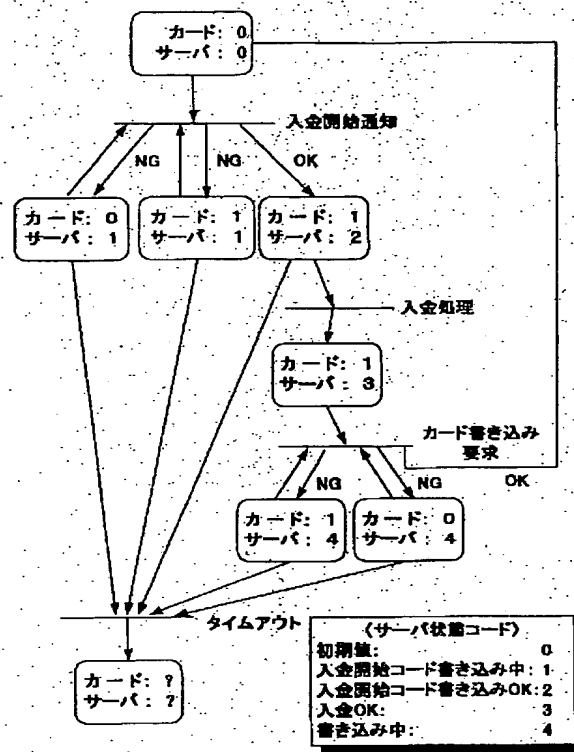 カード: 0
サーバ: 0
入金開始通知
NG
NG
OK
カード: 0
サーバ: 1
カード: 1
サーバ: 1
カード: 1
サーバ: 2
入金処理
カード: 1
サーバ: 3
カード書き込み
要求
NG
NG
OK
カード: 1
サーバ: 4
カード: 0
サーバ: 4
タイムアウト
カード: ?
サーバ: ?
〈サーバ状態コード〉
初期値: 0
入金開始コード書き込み中: 1
入金開始コード書き込みOK: 2
入金OK: 3
書き込み中: 4